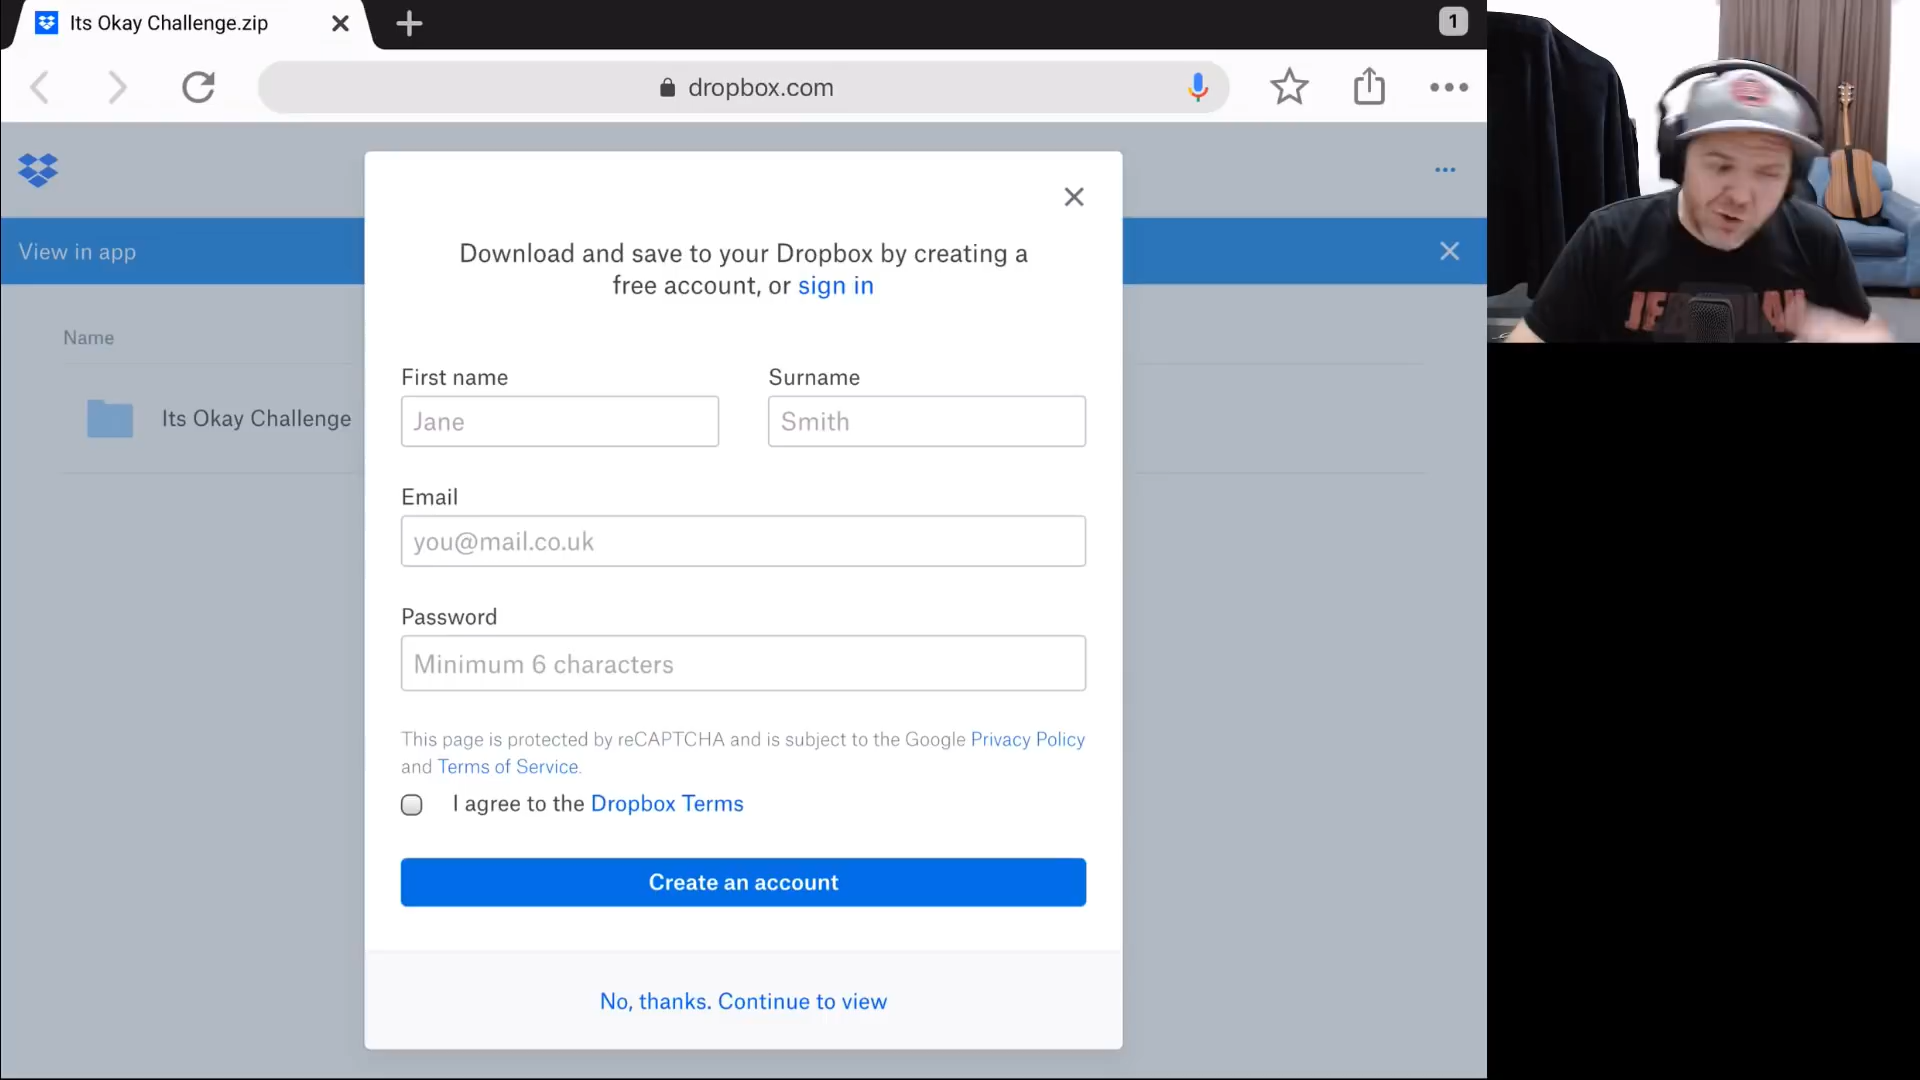 Its Okay Challenge.zip
1
dropbox.com
View in app
Name
Its Okay Challenge
Download and save to your Dropbox by creating a
free account, or sign in
First name
Surname
Jane
Smith
Email
you@mail.co.uk
Password
Minimum 6 characters
This page is protected by reCAPTCHA and is subject to the Google Privacy Policy
and Terms of Service.
I agree to the Dropbox Terms
Create an account
No, thanks. Continue to view